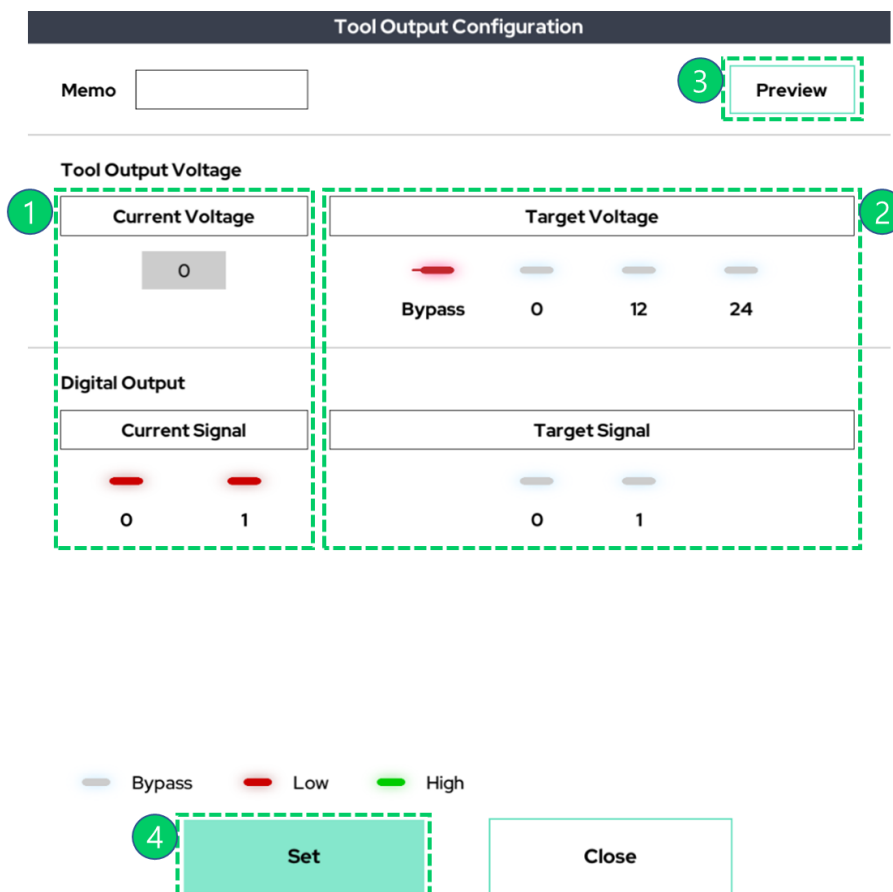 Tool Output Configuration
Memo
3
Preview
Tool Output Voltage
1
Current Voltage
Target Voltage
2
0
Bypass 0 12 24
Digital Output
Current Signal
Target Signal
0 1
0 1
Bypass Low High
4
Set
Close